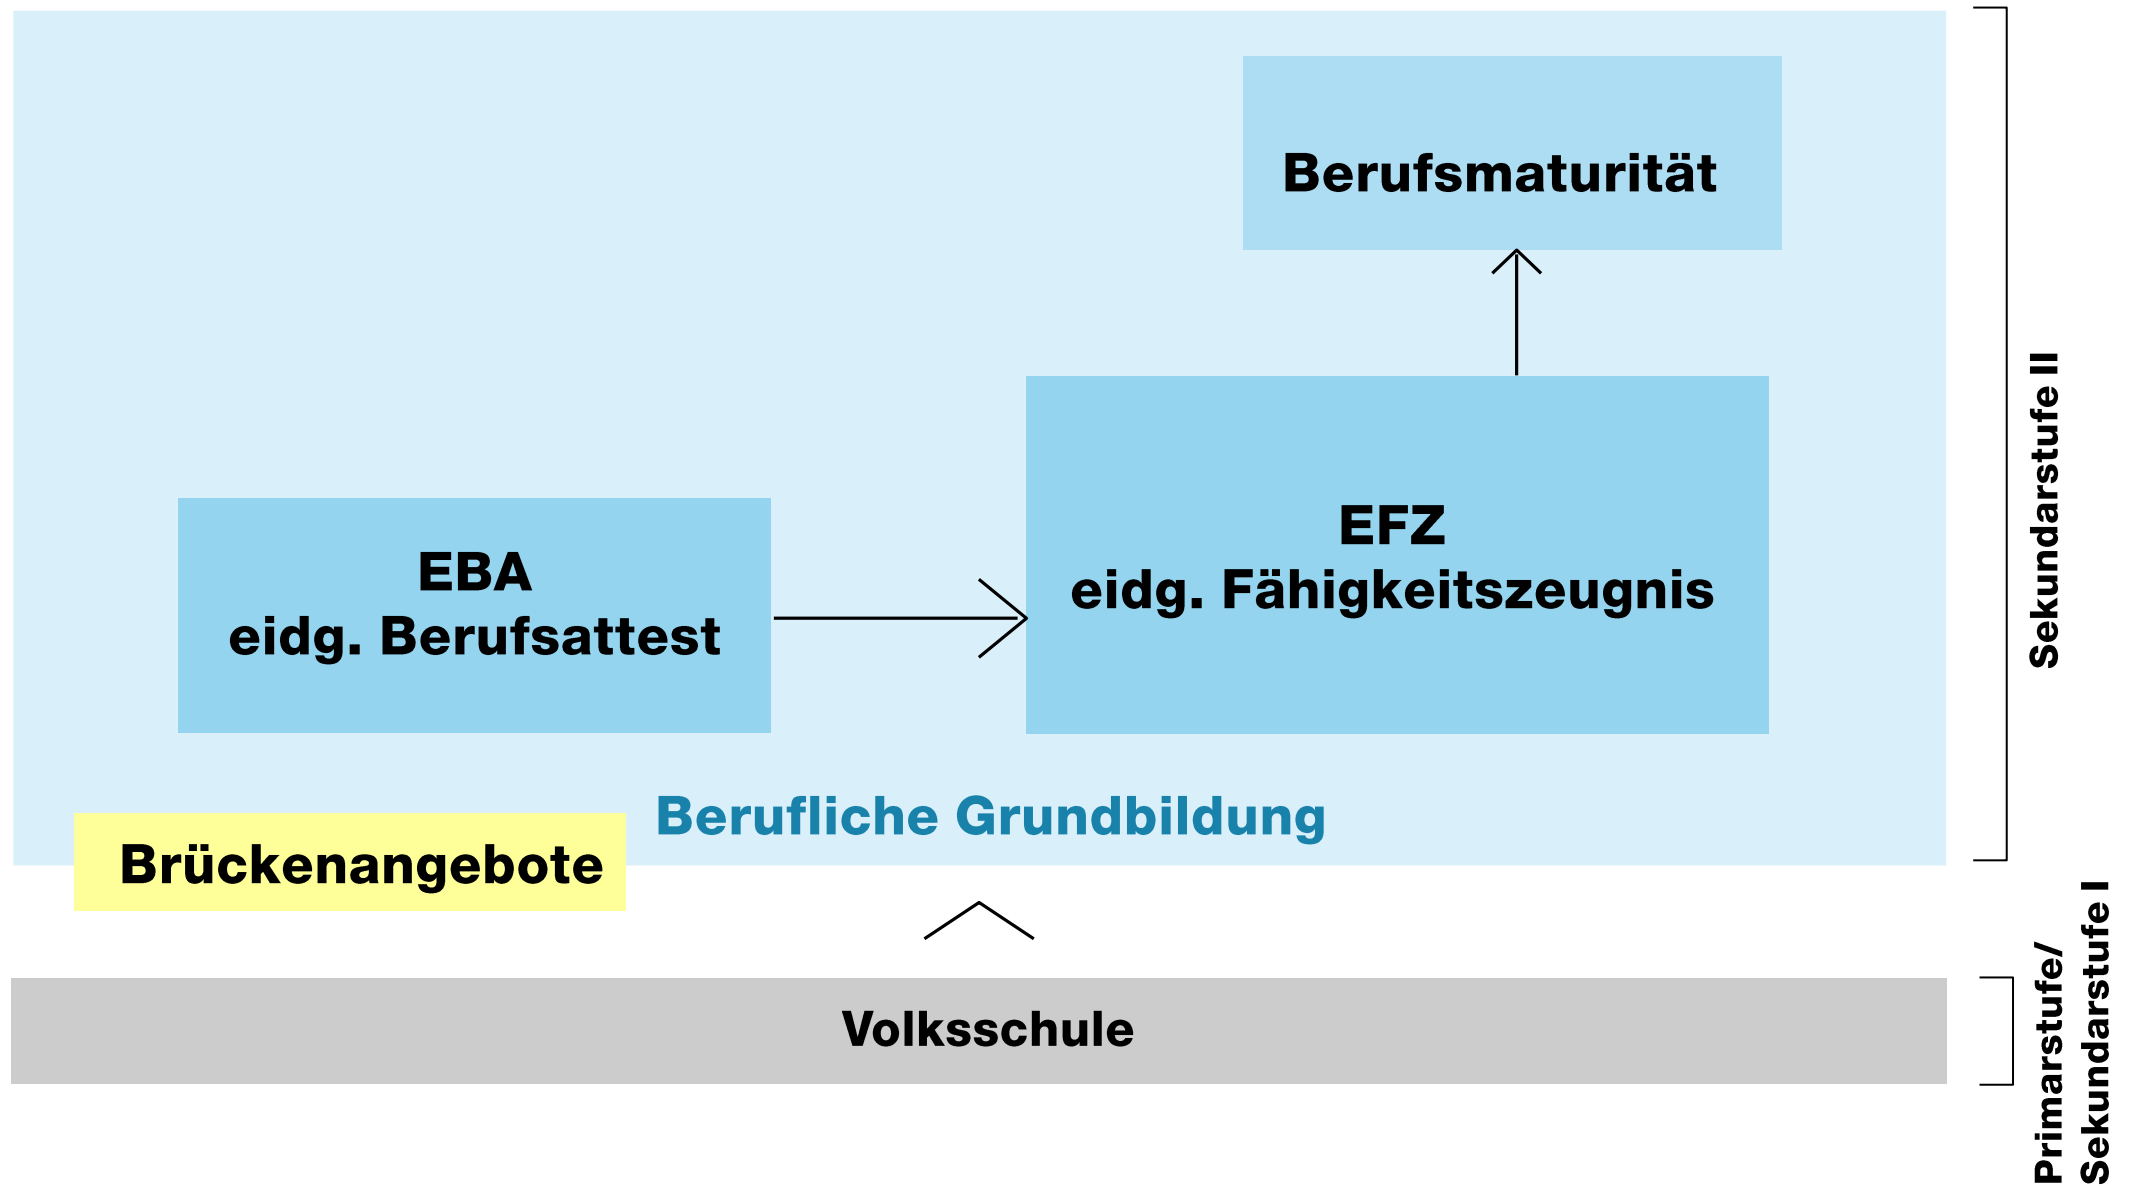 Berufsmaturität
EFZ
eidg. Fähigkeitszeugnis
EBA
eidg. Berufsattest
Berufliche Grundbildung
Brückenangebote
Volksschule
Sekundarstufe II
Primarstufe/
Sekundarstufe I